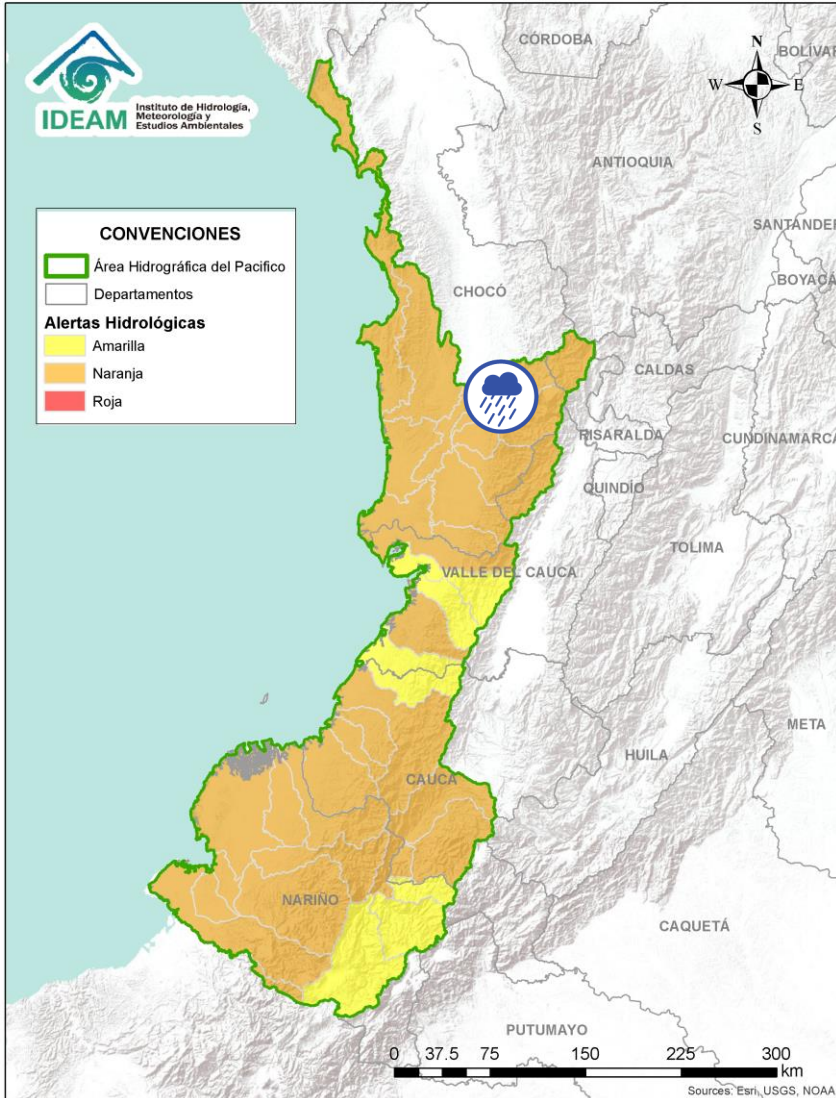 IDEAM
Instituto de Hidrología,
Meteorología y
Estudios Ambientales
CÓRDOBA
BOLÍVAR
N
W
E
S
ANTIOQUIA
SANTANDER
BOYACÁ
CONVENCIONES
Área Hidrográfica del Pacifico
Departamentos
Alertas Hidrológicas
Amarilla
Naranja
Roja
CHOCÓ
CALDAS
RISARALDA
CUNDINAMARCA
QUINDÍO
TOLIMA
VALLE DEL CAUCA
META
HUILA
CAUCA
NARIÑO
CAQUETÁ
PUTUMAYO
0 37.5 75 150 225 300
km
Sources: Esri, USGS, NOAA